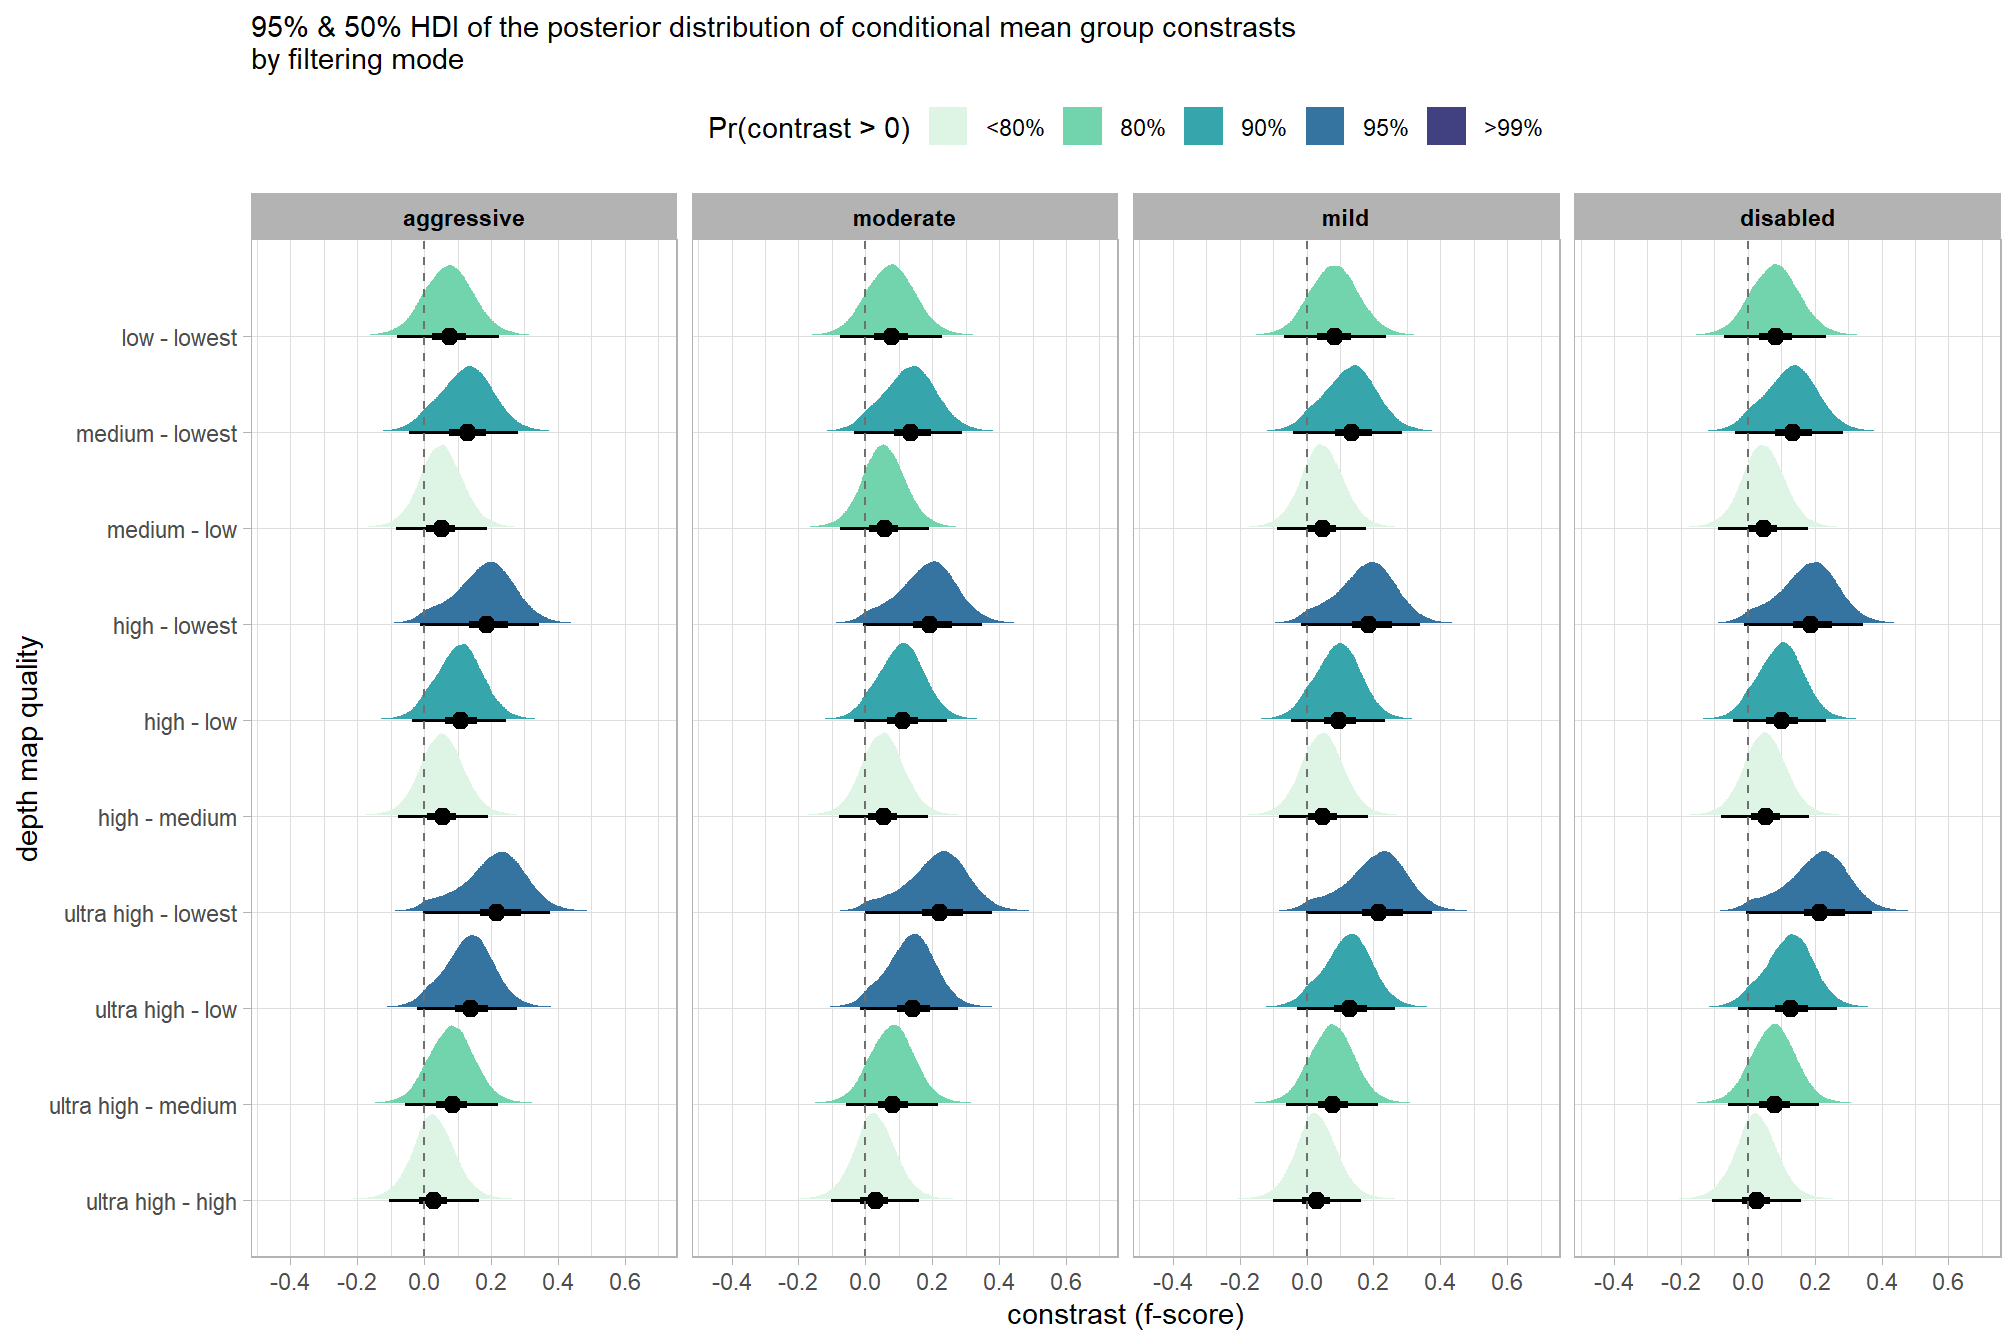 95% & 50% HDI of the posterior distribution of conditional mean group constrasts
by filtering mode
Pr(contrast > 0) <80% 80% 90% 95% >99%
aggressive moderate mild disabled
depth map quality
low - lowest
medium - lowest
medium - low
high - lowest
high - low
high - medium
ultra high - lowest
ultra high - low
ultra high - medium
ultra high - high
-0.4 -0.2 0.0 0.2 0.4 0.6 -0.4 -0.2 0.0 0.2 0.4 0.6 -0.4 -0.2 0.0 0.2 0.4 0.6 -0.4 -0.2 0.0 0.2 0.4 0.6
constrast (f-score)